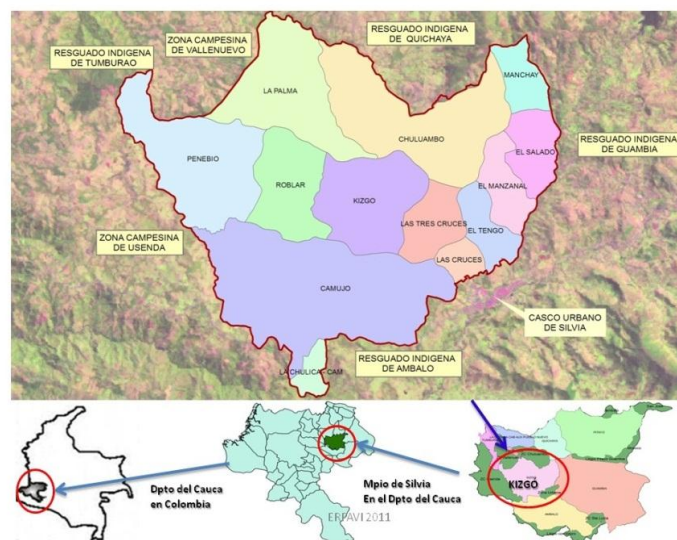 ZONA CAMPESINA
DE VALLENUEVO
RESGUADO INDIGENA
DE QUICHAYA
RESGUADO INDIGENA
DE TUMBURAO
MANCHAY
LA PALMA
CHULUAMBO
RESGUADO INDIGENA
DE GUAMBIA
EL SALADO
PENEBIO
ROBLAR
EL MANZANAL
KIZGO
LAS TRES CRUCES
EL TENGO
ZONA CAMPESINA
DE USENDA
LAS CRUCES
CAMUJO
CASCO URBANO
DE SILVIA
RESGUADO INDIGENA
DE AMBALO
LA CHULICA - CAM
Dpto del Cauca
en Colombia
Mpio de Silvia
En el Dpto del Cauca
ERPAVI 2011
KIZGÓ